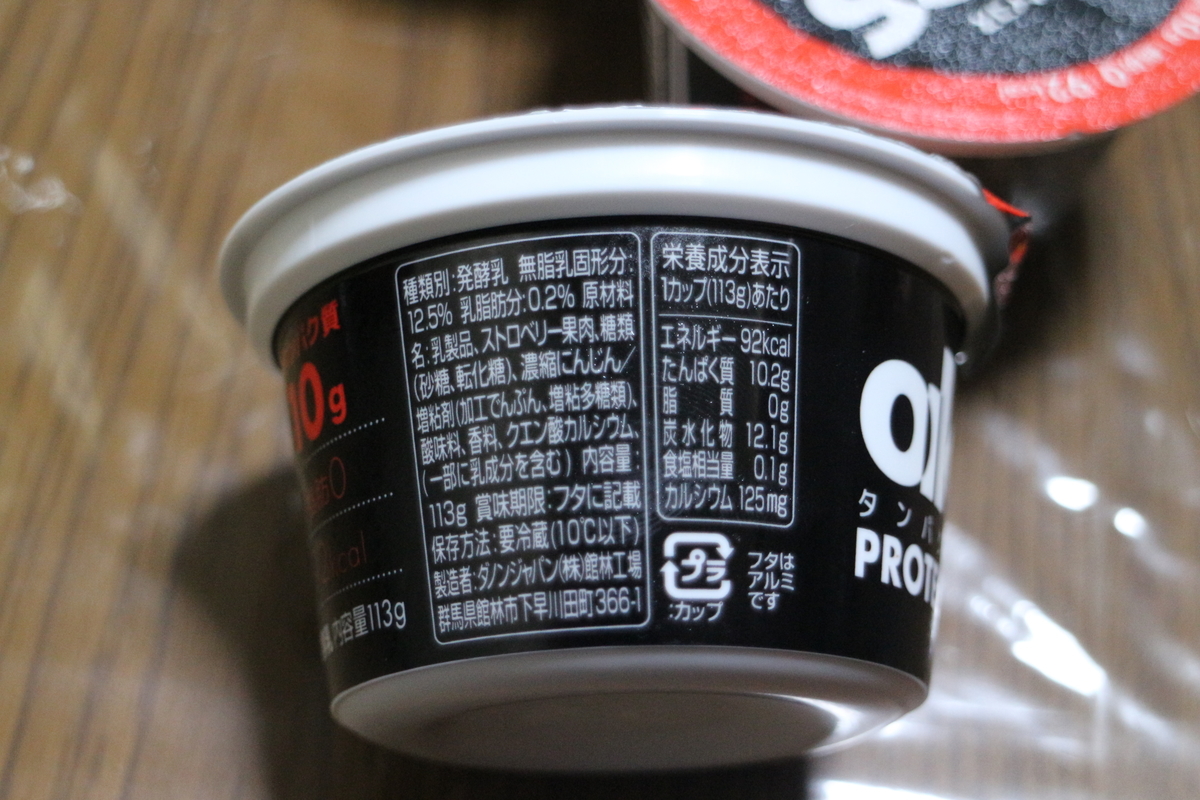 パク質
10g
0
kcal
内容量113g
種類別:発酵乳 無脂乳固形分:
12.5% 乳脂肪分:0.2% 原材料
名:乳製品、ストロベリー果肉、糖類
(砂糖、転化糖)、濃縮にんじん/
増粘剤(加工でんぷん、増粘多糖類)、
酸味料、香料、クエン酸カルシウム、
(一部に乳成分を含む) 内容量:
113g 賞味期限:フタに記載
保存方法:要冷蔵(10℃以下)
製造者:ダノンジャパン(株)館林工場
群馬県館林市下早川田町366-1
栄養成分表示
1カップ(113g)あたり
エネルギー 92kcal
たんぱく質 10.2g
脂質 0g
炭水化物 12.1g
食塩相当量 0.1g
カルシウム 125mg
プラ
:カップ
フタは
アルミ
です
タンパ
PROT